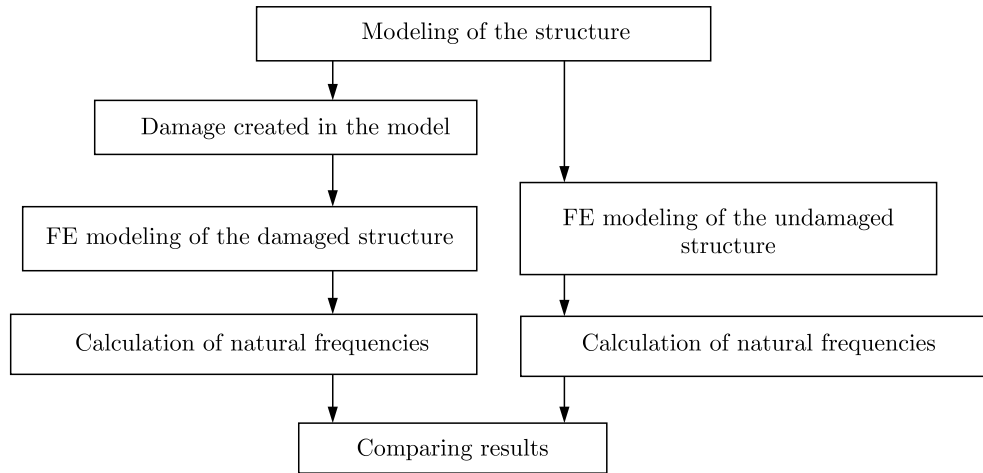 Modeling of the structure
Damage created in the model
FE modeling of the damaged structure
FE modeling of the undamaged
structure
Calculation of natural frequencies
Calculation of natural frequencies
Comparing results